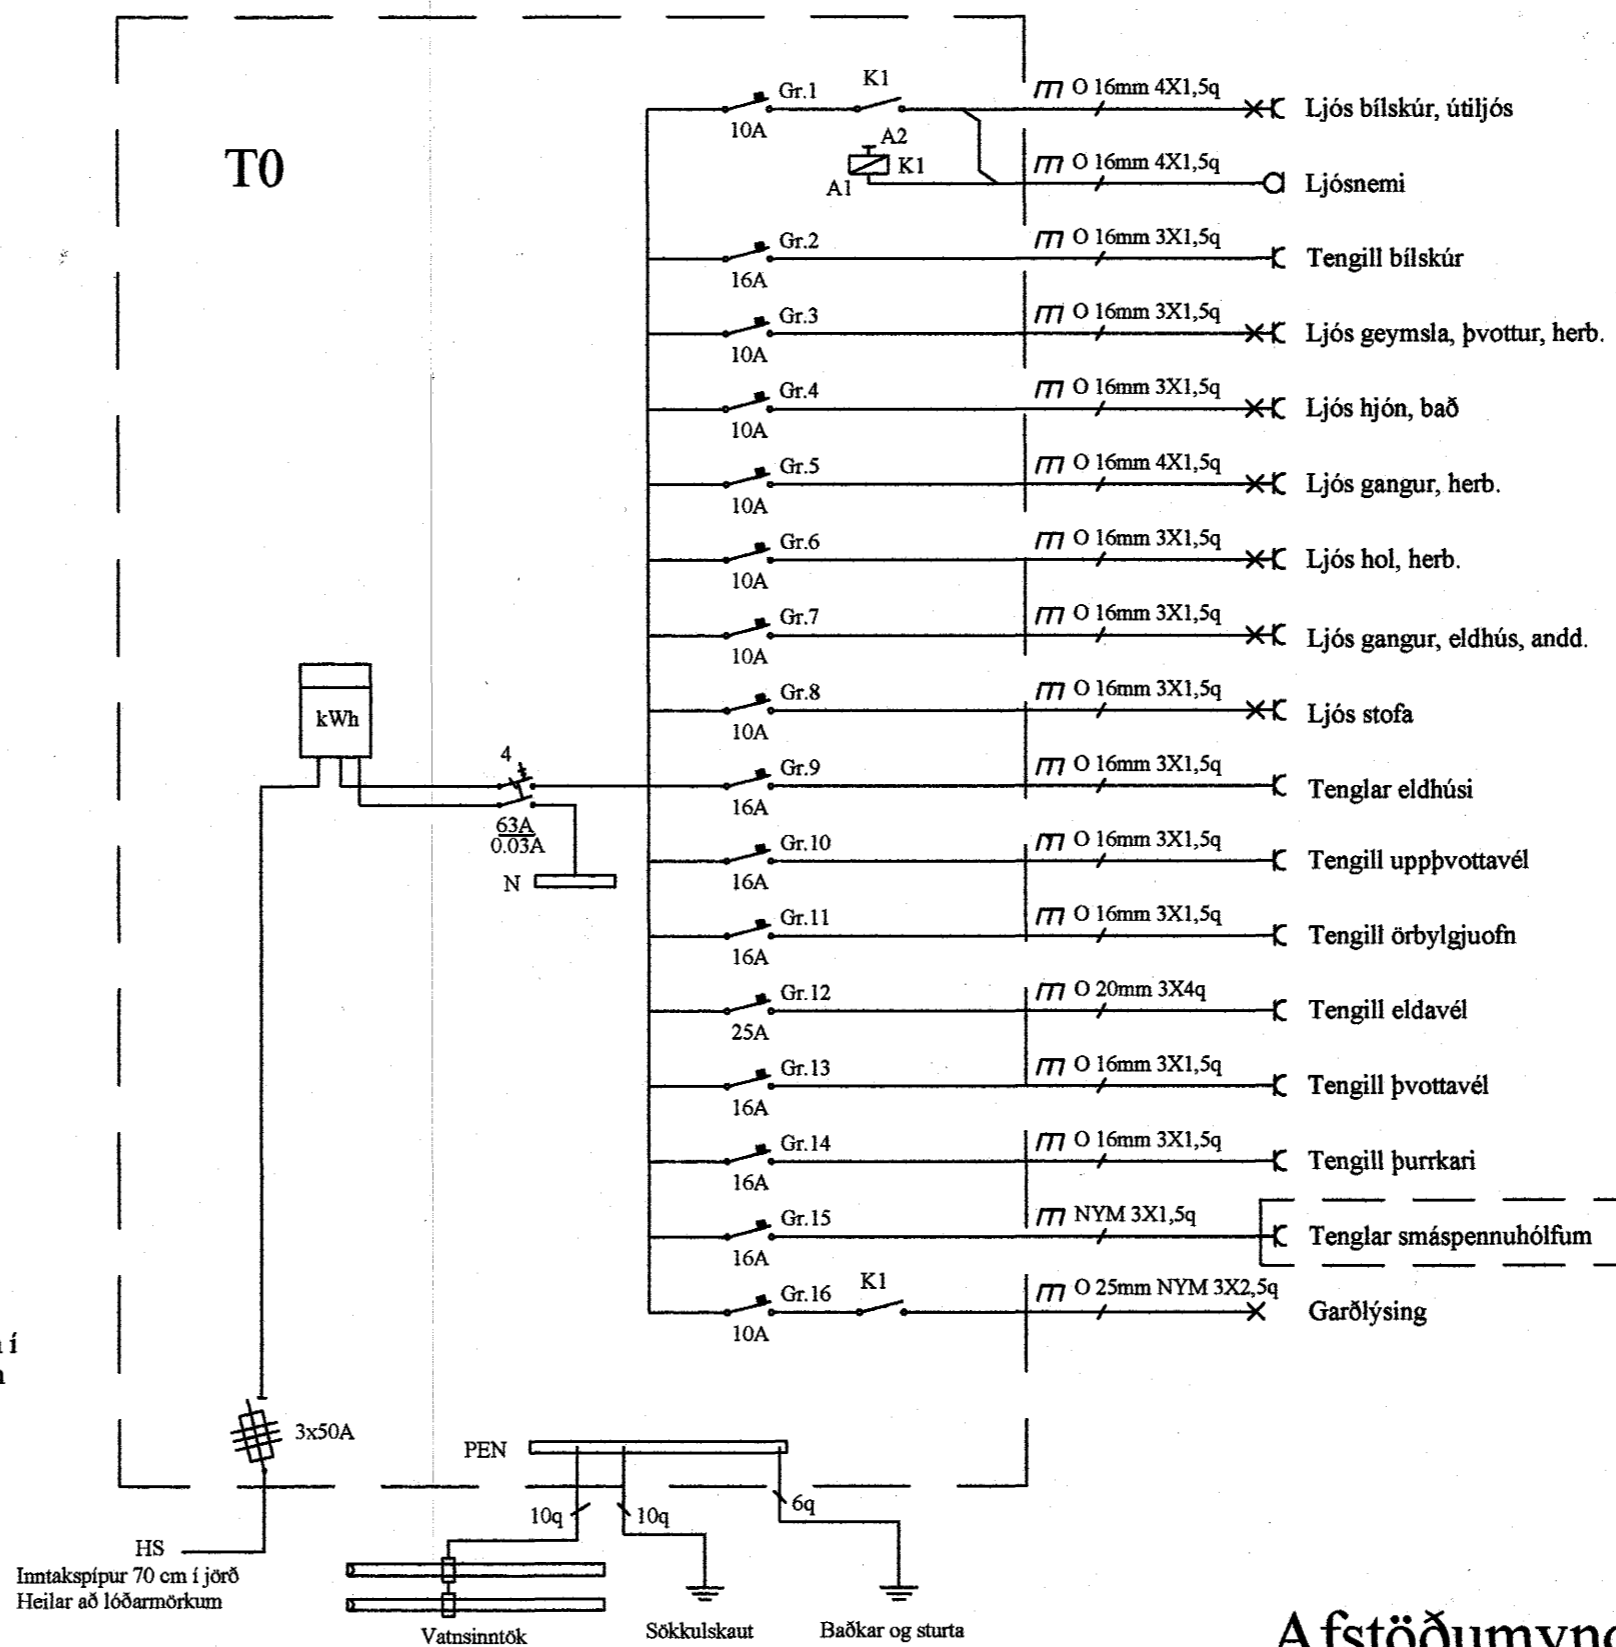 T0
Gr.1 K1 O 16mm 4X1,5q Ljós bílskúr, útiljós
10A
A2
K1
A1
O 16mm 4X1,5q Ljósnemi
Gr.2 O 16mm 3X1,5q Tengill bílskúr
16A
Gr.3 O 16mm 3X1,5q Ljós geymsla, þvottur, herb.
10A
Gr.4 O 16mm 3X1,5q Ljós hjón, bað
10A
Gr.5 O 16mm 4X1,5q Ljós gangur, herb.
10A
Gr.6 O 16mm 3X1,5q Ljós hol, herb.
10A
Gr.7 O 16mm 3X1,5q Ljós gangur, eldhús, andd.
10A
Gr.8 O 16mm 3X1,5q Ljós stofa
10A
kWh
4
63A
0.03A
N
Gr.9 O 16mm 3X1,5q Tenglar eldhúsi
16A
Gr.10 O 16mm 3X1,5q Tengill uppþvottavél
16A
Gr.11 O 16mm 3X1,5q Tengill örbylgjuofn
16A
Gr.12 O 20mm 3X4q Tengill eldavél
25A
Gr.13 O 16mm 3X1,5q Tengill þvottavél
16A
Gr.14 O 16mm 3X1,5q Tengill þurrkari
16A
Gr.15 NYM 3X1,5q Tenglar smáspennuhólfum
16A
Gr.16 K1 O 25mm NYM 3X2,5q Garðlýsing
10A
í
3x50A
PEN
10q
10q
6q
HS
Inntakspípur 70 cm í jörð
Heilar að lóðarmörkum
Vatnsinntök
Sökkulskaut
Baðkar og sturta